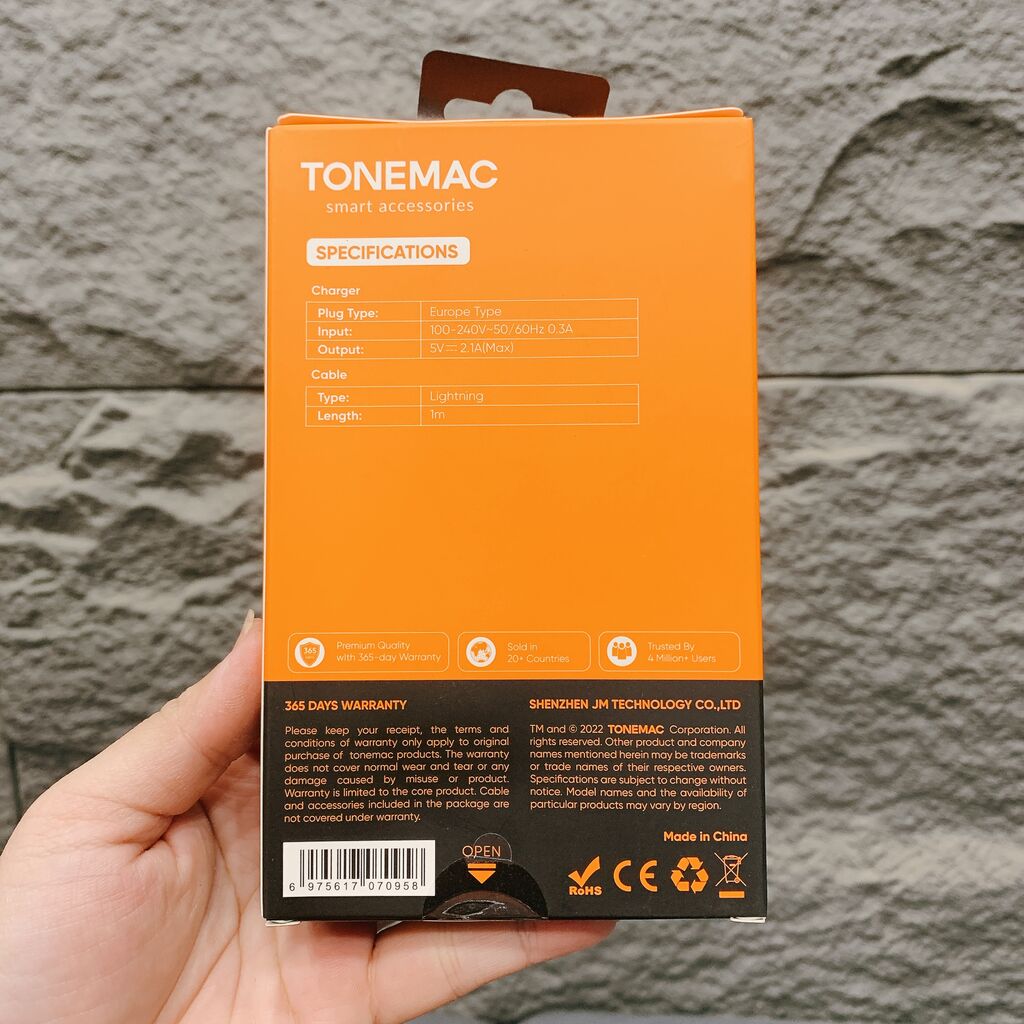 TONEMAC
smart accessories
SPECIFICATIONS
Charger
Plug Type: Europe Type
Input: 100-240V~50/60Hz 0.3A
Output: 5V⎓2.1A(Max)
Cable
Type: Lightning
Length: 1m
365
Premium Quality
with 365-day Warranty
Sold in
20+ Countries
Trusted By
4 Million+ Users
365 DAYS WARRANTY
Please keep your receipt, the terms and
conditions of warranty only apply to original
purchase of tonemac products. The warranty
does not cover normal wear and tear or any
damage caused by misuse or product.
Warranty is limited to the core product. Cable
and accessories included in the package are
not covered under warranty.
SHENZHEN JM TECHNOLOGY CO.,LTD
TM and © 2022 TONEMAC Corporation. All
rights reserved. Other product and company
names mentioned herein may be trademarks
or trade names of their respective owners.
Specifications are subject to change without
notice. Model names and the availability of
particular products may vary by region.
Made in China
6 975617 070958
OPEN
RoHS
CE